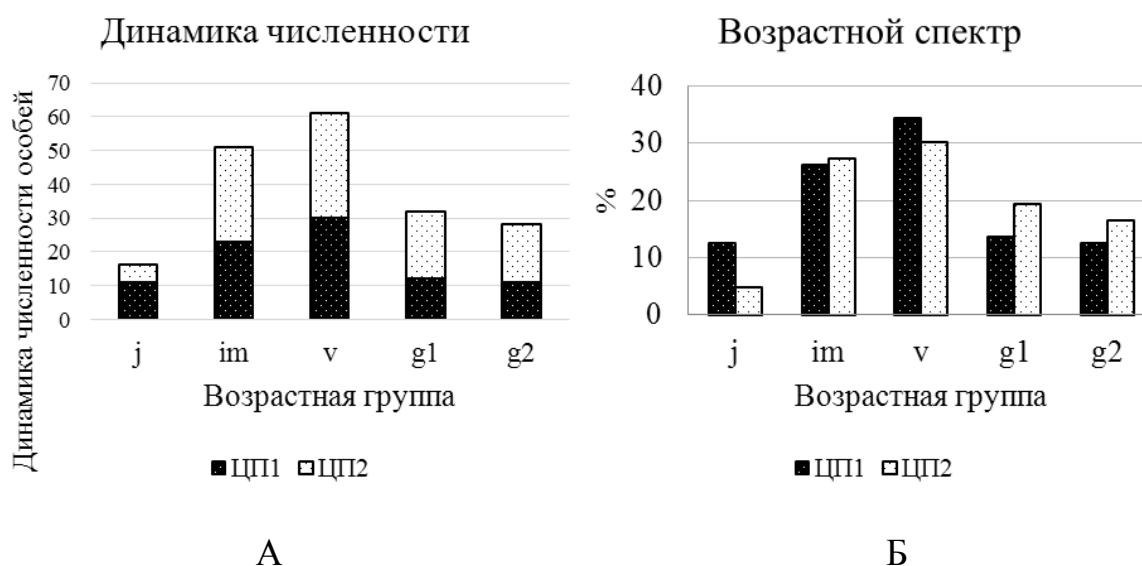 Динамика численности
Динамика численности особей
70
60
50
40
30
20
10
0
j im v g1 g2
Возрастная группа
ЦП1 ЦП2
А
Возрастной спектр
%
40
30
20
10
0
j im v g1 g2
Возрастная группа
ЦП1 ЦП2
Б